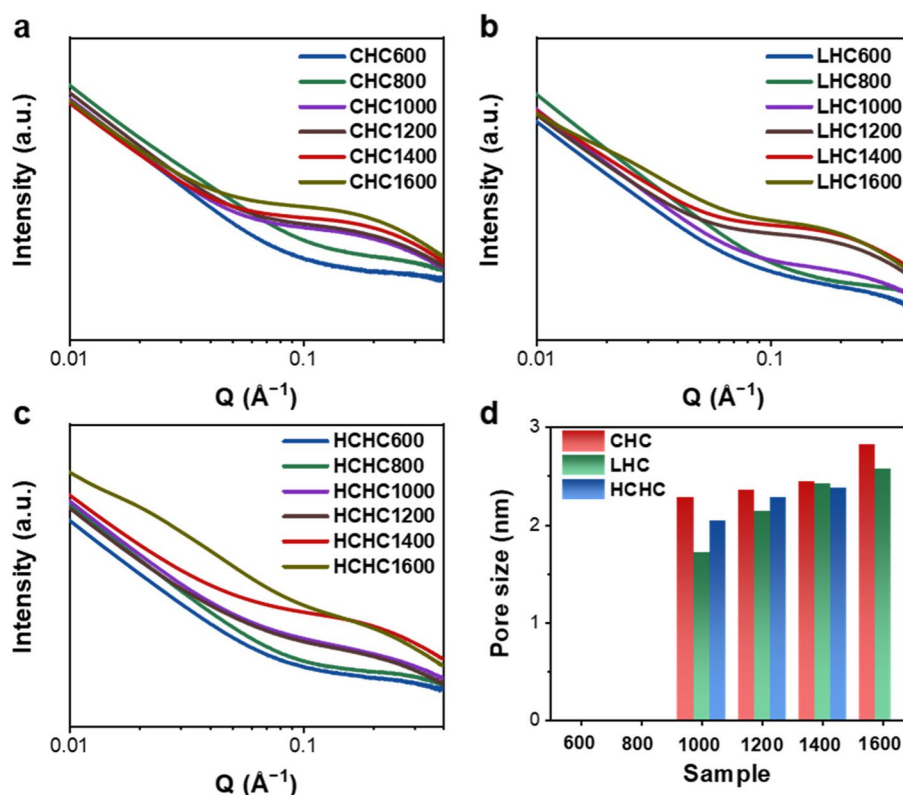 a
CHC600
CHC800
CHC1000
CHC1200
CHC1400
CHC1600
Intensity (a.u.)
0.01
0.1
Q (Å⁻¹)
b
LHC600
LHC800
LHC1000
LHC1200
LHC1400
LHC1600
Intensity (a.u.)
0.01
0.1
Q (Å⁻¹)
c
HCHC600
HCHC800
HCHC1000
HCHC1200
HCHC1400
HCHC1600
Intensity (a.u.)
0.01
0.1
Q (Å⁻¹)
d
CHC
LHC
HCHC
Pore size (nm)
3
2
1
0
600 800 1000 1200 1400 1600
Sample